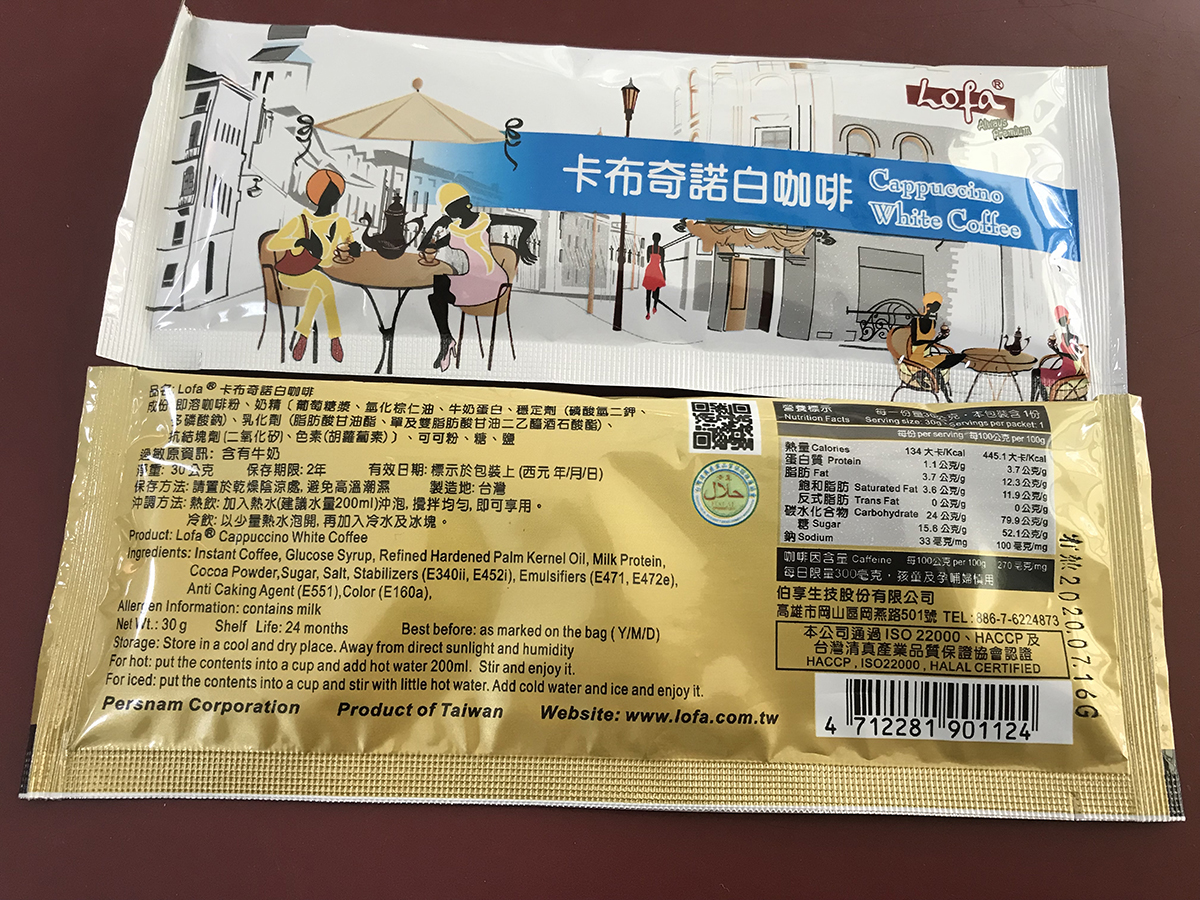 Lofa®
Always Premium
卡布奇諾白咖啡
Cappuccino
White Coffee
品名: Lofa® 卡布奇諾白咖啡
成份: 即溶咖啡粉、奶精〔葡萄糖漿、氫化棕仁油、牛奶蛋白、穩定劑（磷酸氫二鉀、
多磷酸鈉)、乳化劑（脂肪酸甘油酯、單及雙脂肪酸甘油二乙醯酒石酸酯)、
抗結塊劑(二氧化矽)、色素(胡蘿蔔素)〕、可可粉、糖、鹽
過敏原資訊: 含有牛奶
淨重: 30 公克 保存期限: 2年 有效日期: 標示於包裝上 (西元 年/月/日)
保存方法: 請置於乾燥陰涼處, 避免高溫潮濕 製造地: 台灣
沖調方法: 熱飲: 加入熱水(建議水量200ml)沖泡, 攪拌均勻, 即可享用。
冷飲: 以少量熱水泡開, 再加入冷水及冰塊。
Product: Lofa® Cappuccino White Coffee
Ingredients: Instant Coffee, Glucose Syrup, Refined Hardened Palm Kernel Oil, Milk Protein,
Cocoa Powder,Sugar, Salt, Stabilizers (E340ii, E452i), Emulsifiers (E471, E472e),
Anti Caking Agent (E551),Color (E160a),
Allergen Information: contains milk
Net Wt.: 30 g Shelf Life: 24 months Best before: as marked on the bag ( Y/M/D)
Storage: Store in a cool and dry place. Away from direct sunlight and humidity
For hot: put the contents into a cup and add hot water 200ml. Stir and enjoy it.
For iced: put the contents into a cup and stir with little hot water. Add cold water and ice and enjoy it.
Persnam Corporation Product of Taiwan Website: www.lofa.com.tw
حلال
營養標示 每一份量30公克, 本包裝含 1份
Nutrition Facts Serving size: 30g, Servings per packet: 1
每份 per serving 每100公克 per 100g
熱量 Calories 134 大卡/Kcal 445.1 大卡/Kcal
蛋白質 Protein 1.1 公克/g 3.7 公克/g
脂肪 Fat 3.7 公克/g 12.3 公克/g
飽和脂肪 Saturated Fat 3.6 公克/g 11.9 公克/g
反式脂肪 Trans Fat 0 公克/g 0 公克/g
碳水化合物 Carbohydrate 24 公克/g 79.9 公克/g
糖 Sugar 15.6 公克/g 52.1 公克/g
鈉 Sodium 33 毫克/mg 100 毫克/mg
咖啡因含量 Caffeine 每100公克 per 100g 270 毫克/mg
每日限量300毫克，孩童及孕哺婦慎用
伯享生技股份有限公司
高雄市岡山區岡燕路501號 TEL: 886-7-6224873
本公司通過 ISO 22000、HACCP 及
台灣清真產業品質保證協會認證
HACCP , ISO22000 , HALAL CERTIFIED
4 712281 901124
有效2020.07.16G